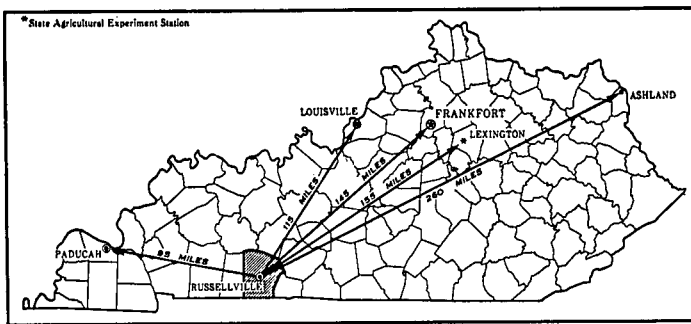 *State Agricultural Experiment Station
LOUISVILLE
FRANKFORT
*LEXINGTON
ASHLAND
115 MILES
145 MILES
155 MILES
260 MILES
PADUCAH
95 MILES
RUSSELLVILLE